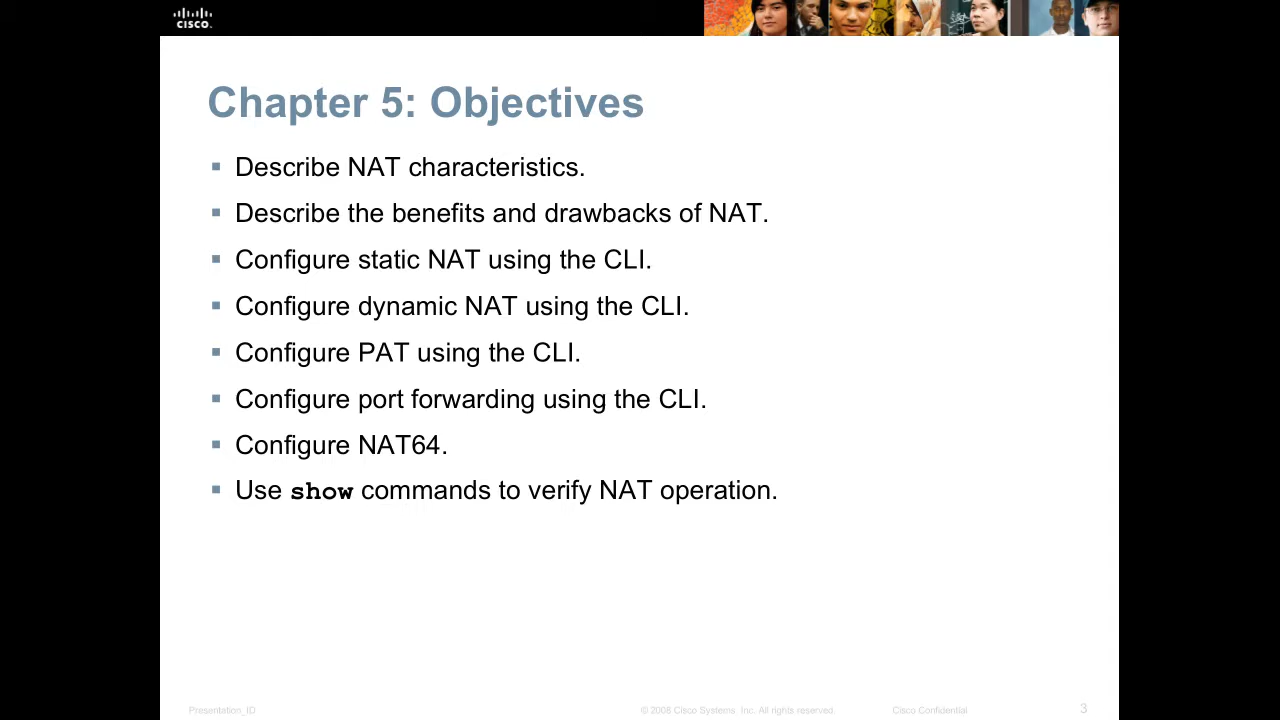 CISCO.
Chapter 5: Objectives
Describe NAT characteristics.
Describe the benefits and drawbacks of NAT.
Configure static NAT using the CLI.
Configure dynamic NAT using the CLI.
Configure PAT using the CLI.
Configure port forwarding using the CLI.
Configure NAT64.
Use show commands to verify NAT operation.
Presentation_ID © 2008 Cisco Systems, Inc. All rights reserved. Cisco Confidential 3